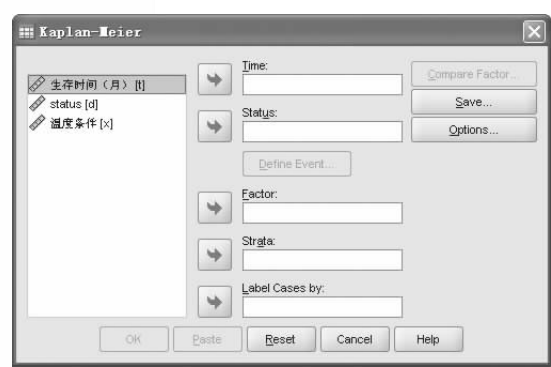 Kaplan-Meier
生存时间（月）[t]
status [d]
温度条件 [x]
Time:
Status:
Define Event...
Factor:
Strata:
Label Cases by:
Compare Factor...
Save...
Options...
OK
Paste
Reset
Cancel
Help